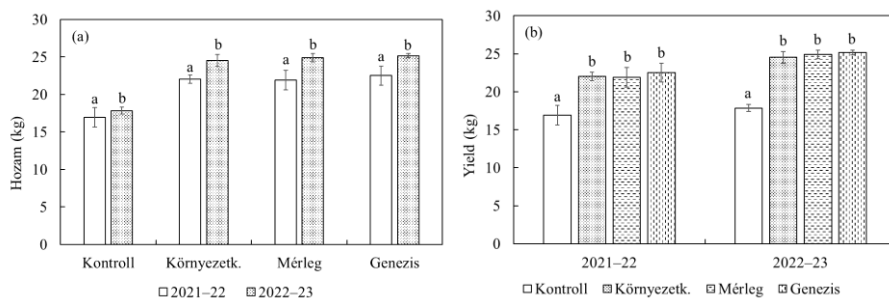 (a)
Hozam (kg)
30
25
20
15
10
5
0
a b a b a b a b
Kontroll Környezetk. Mérleg Genezis
2021–22 2022–23
(b)
Yield (kg)
30
25
20
15
10
5
0
a b b b a b b b
2021–22 2022–23
Kontroll Környezetk. Mérleg Genezis